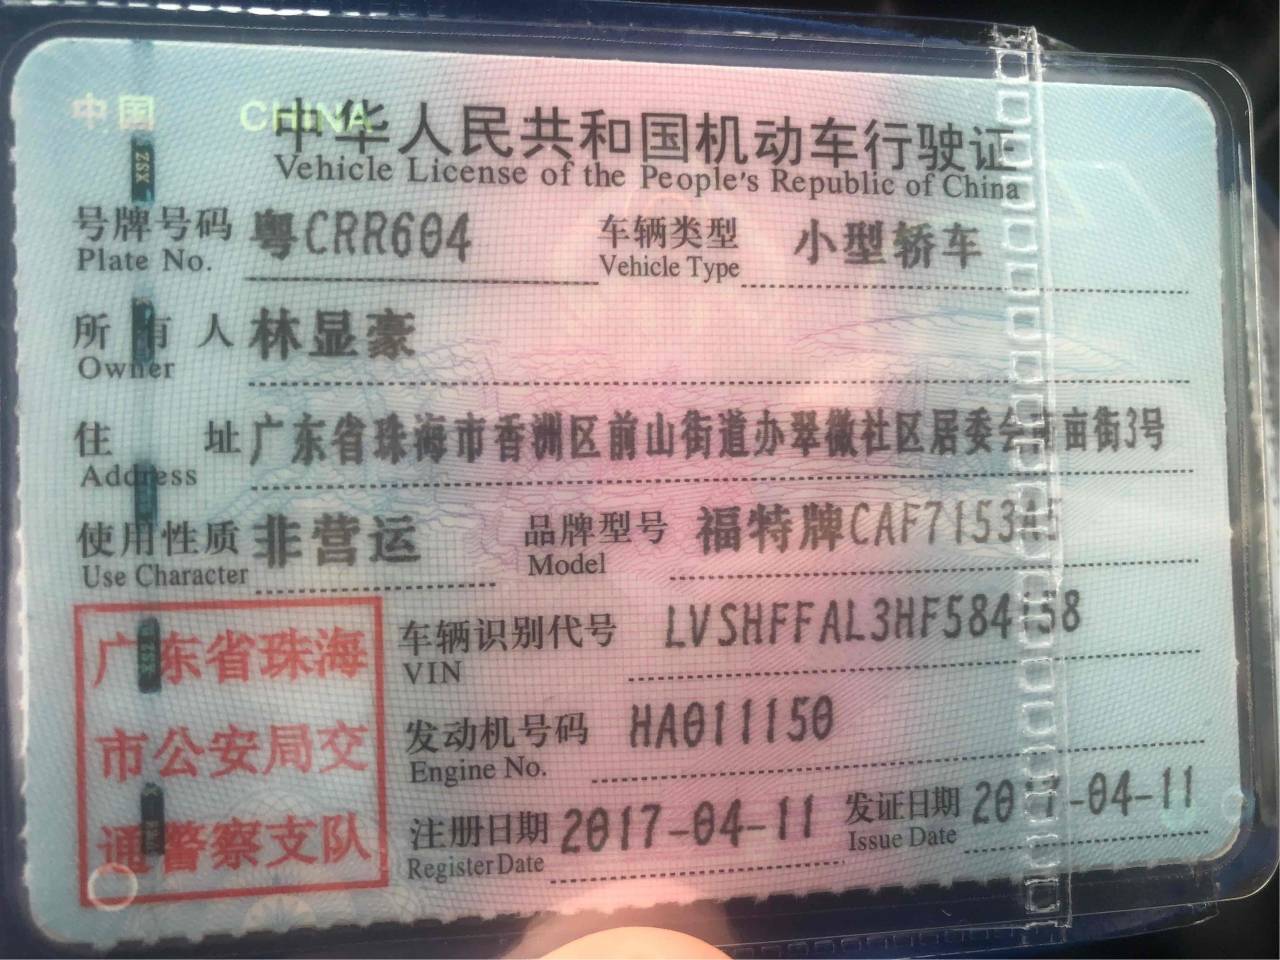 中国 CHINA
中华人民共和国机动车行驶证
Vehicle License of the People's Republic of China
号牌号码 粤CRR604 车辆类型 小型轿车
Plate No. Vehicle Type
所有人 林显豪
Owner
住址 广东省珠海市香洲区前山街道办翠微社区居委会 亩街3号
Address
使用性质 非营运 品牌型号 福特牌CAF7153A5
Use Character Model
车辆识别代号 LVSHFFAL3HF584158
VIN
发动机号码 HA011150
Engine No.
注册日期 2017-04-11 发证日期 2017-04-11
Register Date Issue Date
广东省珠海
市公安局交
通警察支队